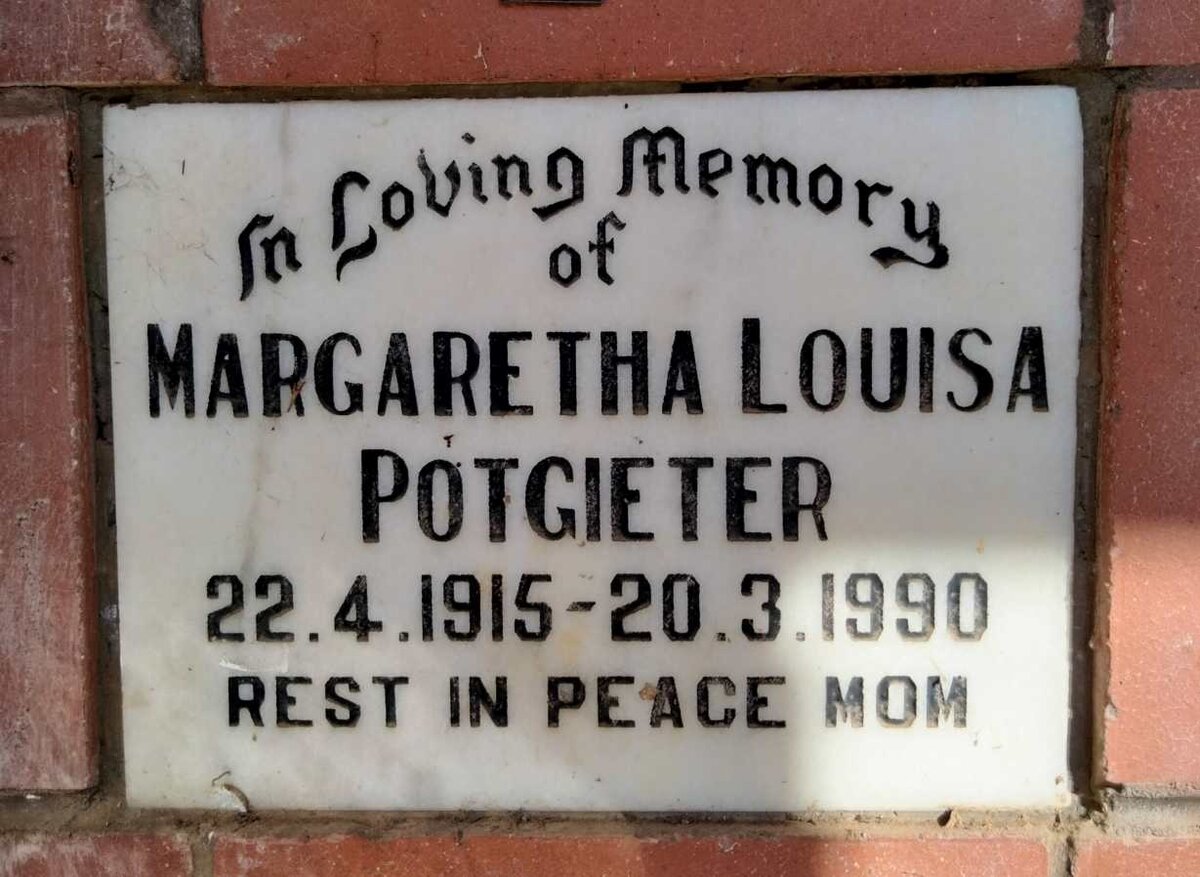 In Loving Memory
of
MARGARETHA LOUISA
POTGIETER
22.4.1915-20.3.1990
REST IN PEACE MOM